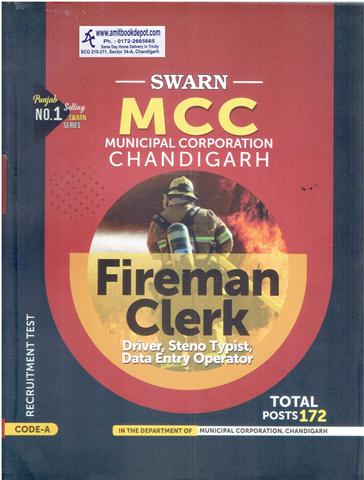 www.amitbookdepot.com
Ph. : 0172-2665665
Same Day Home Delivery in Tricity
SCO 210-211, Sector 34-A, Chandigarh
Punjab
NO.1 Selling
SWARN
SERIES
SWARN
MCC
MUNICIPAL CORPORATION
CHANDIGARH
Fireman
Clerk
Driver, Steno Typist,
Data Entry Operator
RECRUITMENT TEST
TOTAL
POSTS 172
CODE-A
IN THE DEPARTMENT OF MUNICIPAL CORPORATION, CHANDIGARH